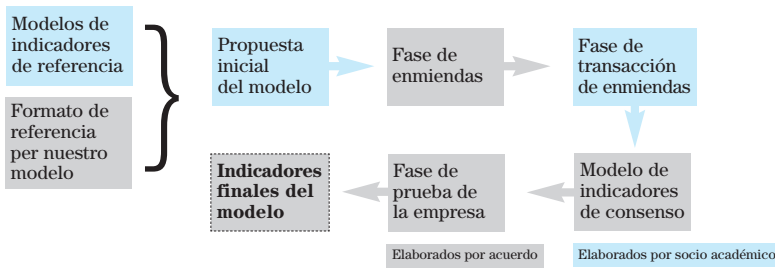 Modelos de
indicadores
de referencia
Formato de
referencia
per nuestro
modelo
Propuesta
inicial
del modelo
Fase de
enmiendas
Fase de
transacción
de enmiendas
Modelo de
indicadores
de consenso
Fase de
prueba de
la empresa
Indicadores
finales del
modelo
Elaborados por acuerdo
Elaborados por socio académico